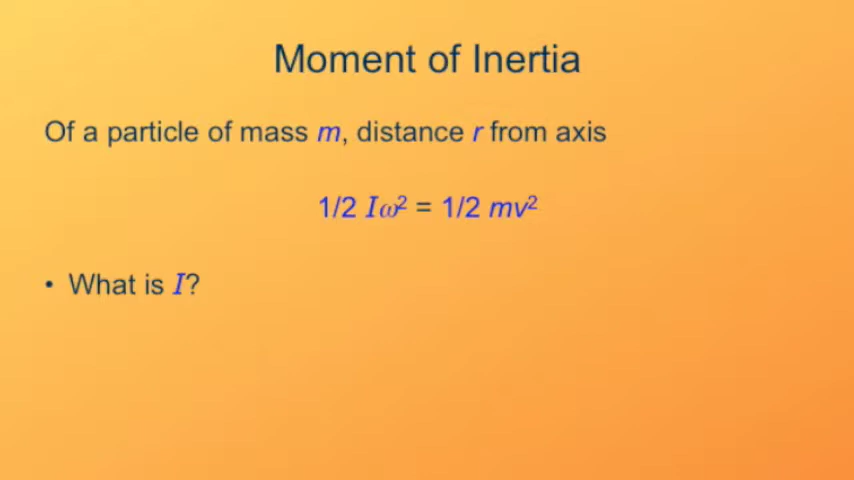 Moment of Inertia
Of a particle of mass m, distance r from axis
1/2 Iω² = 1/2 mv²
• What is I?